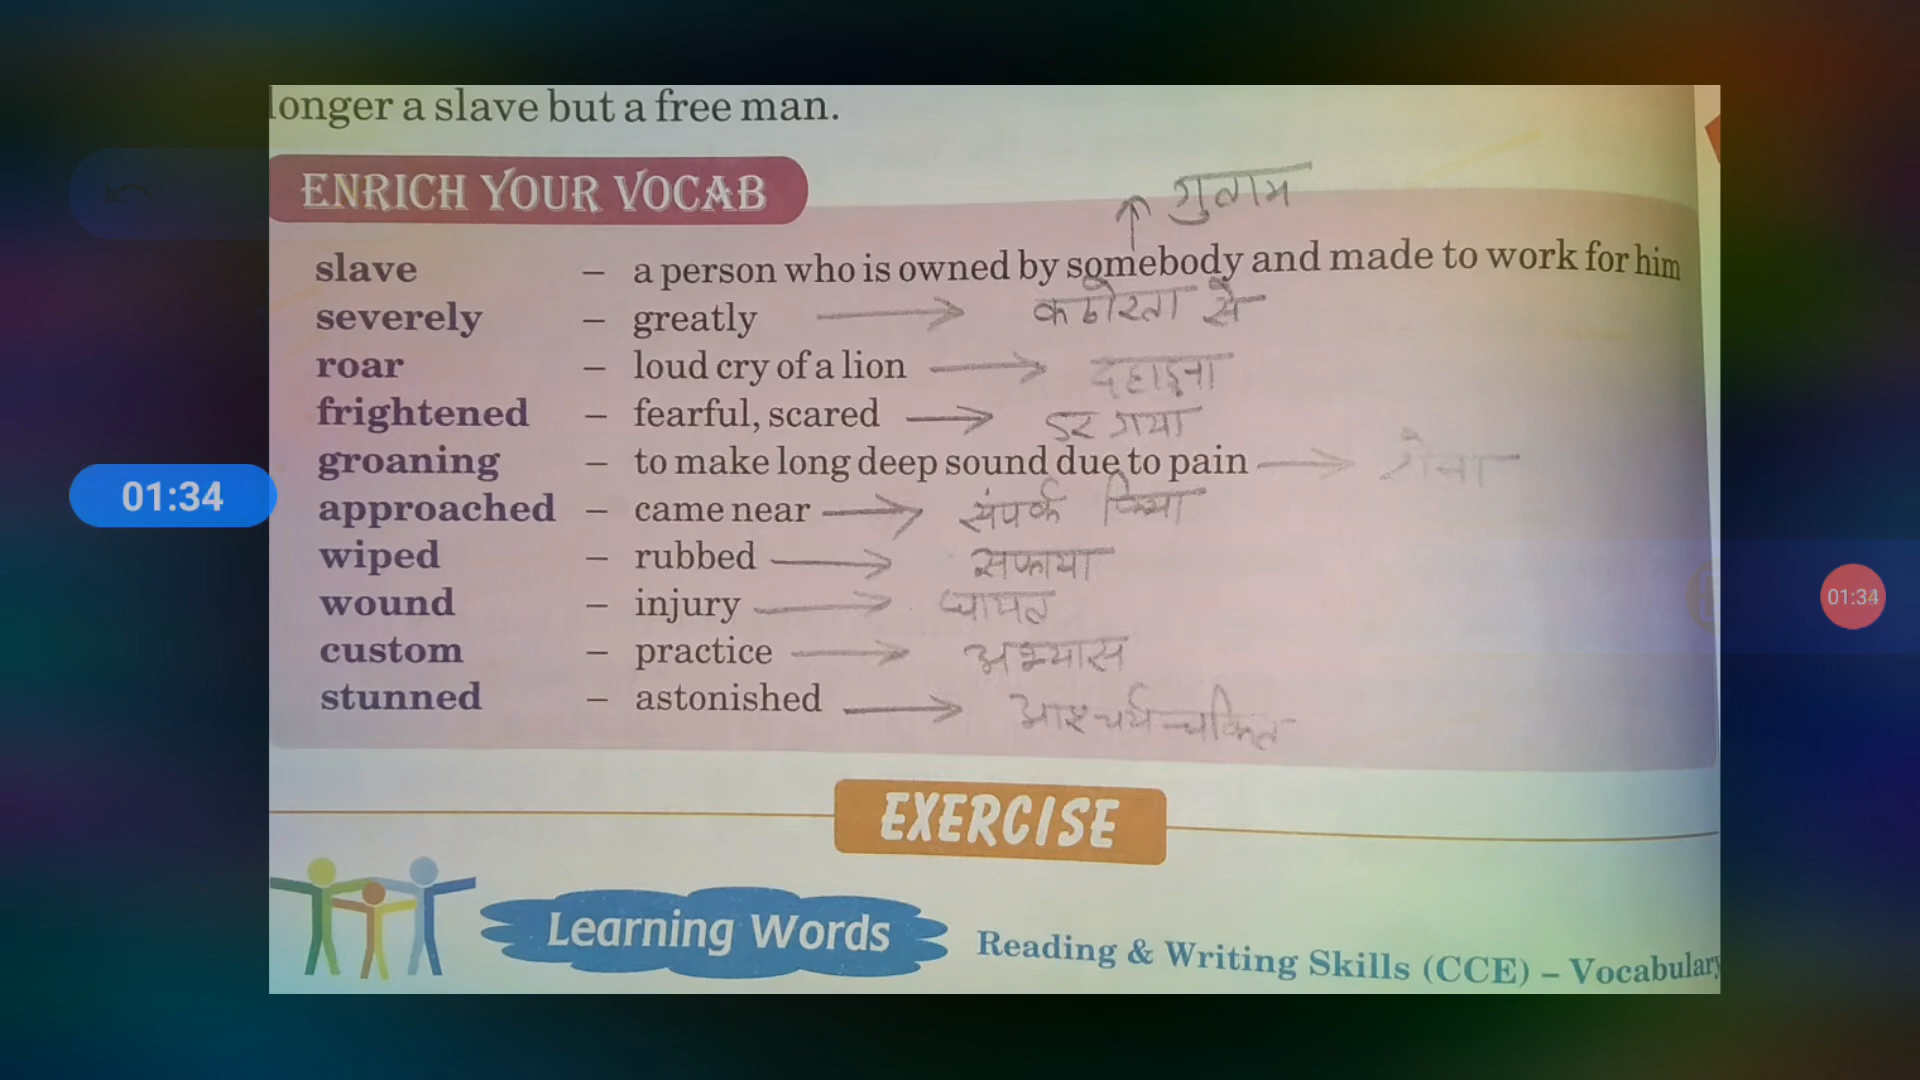 longer a slave but a free man.
ENRICH YOUR VOCAB
गुलाम
slave – a person who is owned by somebody and made to work for him
severely – greatly → कठोरता से
roar – loud cry of a lion → दहाड़ना
frightened – fearful, scared → डर गया
groaning – to make long deep sound due to pain →
approached – came near → संपर्क किया
01:34
wiped – rubbed → सफाया
01:34
wound – injury → घायल
custom – practice → अभ्यास
stunned – astonished → आश्चर्यचकित
EXERCISE
Learning Words
Reading & Writing Skills (CCE) – Vocabulary